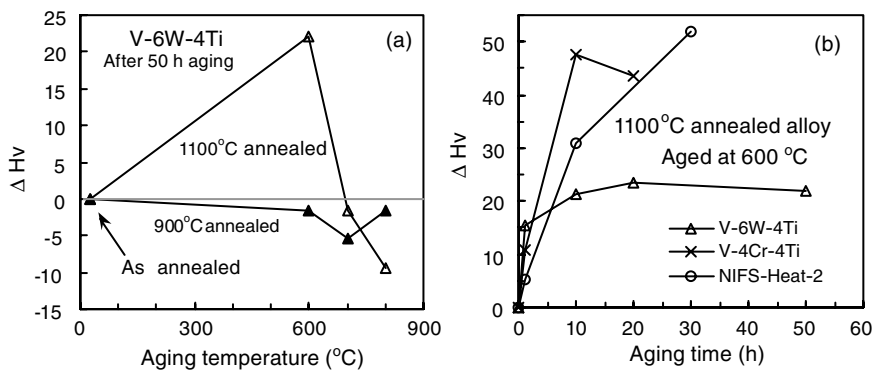 25
20
15
10
5
0
-5
-10
-15
0
300
600
900
Δ Hv
Aging temperature (°C)
V-6W-4Ti
After 50 h aging
(a)
1100°C annealed
900°C annealed
As annealed
50
40
30
20
10
0
0
10
20
30
40
50
60
Δ Hv
Aging time (h)
(b)
1100°C annealed alloy
Aged at 600 °C
V-6W-4Ti
V-4Cr-4Ti
NIFS-Heat-2